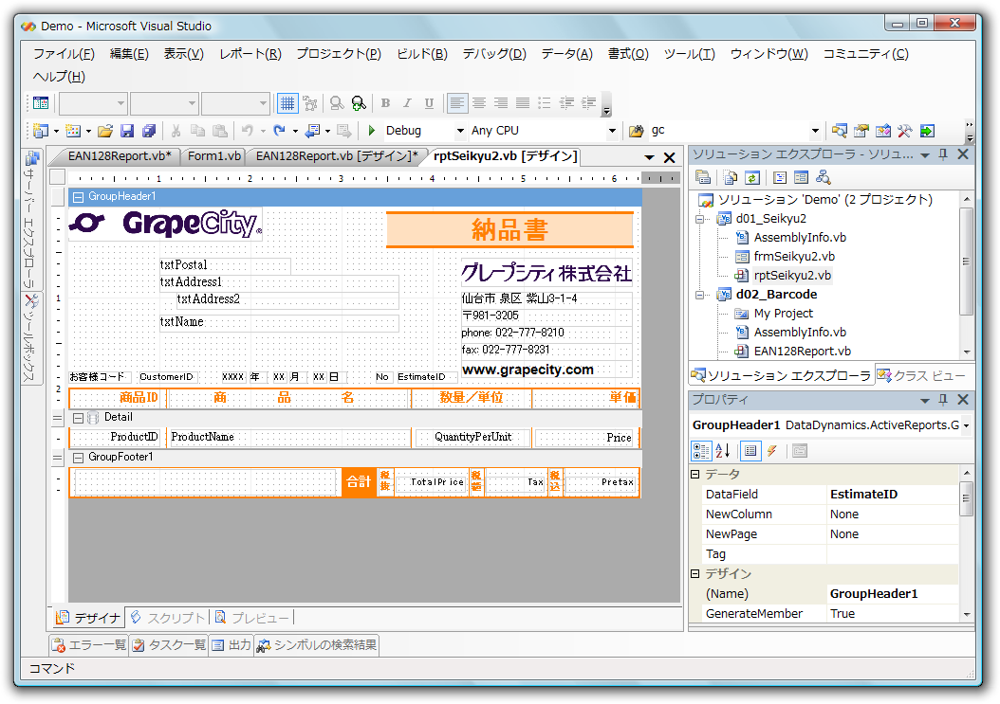 Demo - Microsoft Visual Studio
ファイル(F) 編集(E) 表示(V) レポート(R) プロジェクト(P) ビルド(B) デバッグ(D) データ(A) 書式(O) ツール(T) ウィンドウ(W) コミュニティ(C)
ヘルプ(H)
B I U
Debug Any CPU gc
サーバー エクスプローラ
ツールボックス
EAN128Report.vb* Form1.vb EAN128Report.vb [デザイン]* rptSeikyu2.vb [デザイン]
1 2 3 4 5 6
GroupHeader1
GrapeCity®
納品書
txtPostal
txtAddress1
txtAddress2
txtName
グレープシティ株式会社
仙台市 泉区 紫山3-1-4
〒981-3205
phone: 022-777-8210
fax: 022-777-8231
www.grapecity.com
1
2
お客様コード CustomerID XXXX 年 XX 月 XX 日 No EstimateID
商品ID 商 品 名 数量／単位 単価
Detail
ProductID ProductName QuantityPerUnit Price
GroupFooter1
合計 税抜 TotalPrice 税額 Tax 税込 Pretax
デザイナ スクリプト プレビュー
ソリューション エクスプローラ - ソリュ...
ソリューション 'Demo' (2 プロジェクト)
d01_Seikyu2
AssemblyInfo.vb
frmSeikyu2.vb
rptSeikyu2.vb
d02_Barcode
My Project
AssemblyInfo.vb
EAN128Report.vb
ソリューション エクスプローラ クラス ビュー
プロパティ
GroupHeader1 DataDynamics.ActiveReports.G
データ
DataField EstimateID
NewColumn None
NewPage None
Tag
デザイン
(Name) GroupHeader1
GenerateMember True
エラー一覧 タスク一覧 出力 シンボルの検索結果
コマンド